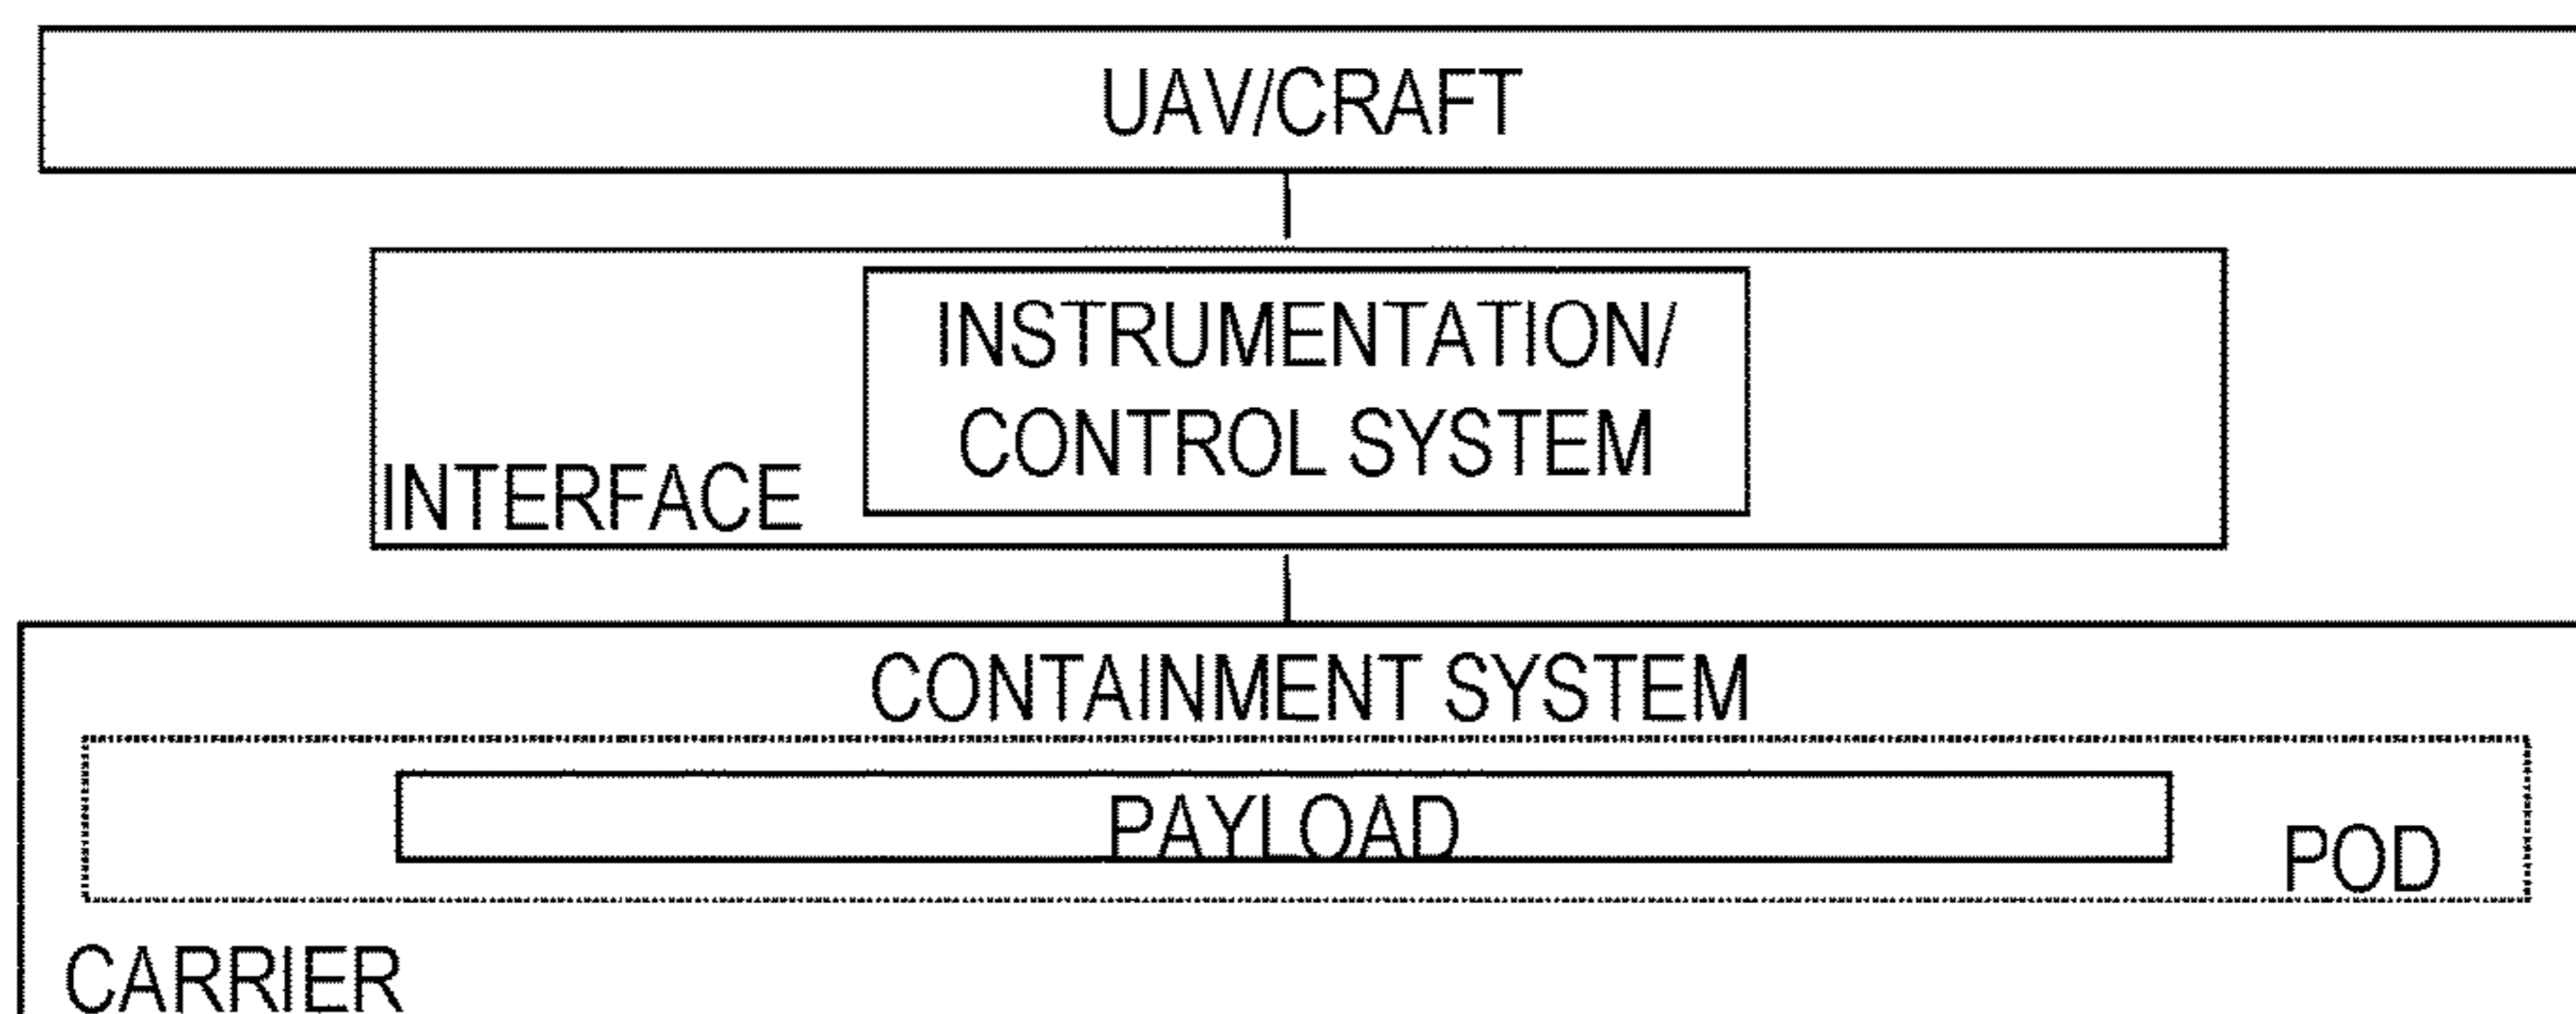 UAV/CRAFT
INSTRUMENTATION/
CONTROL SYSTEM
INTERFACE
CONTAINMENT SYSTEM
PAYLOAD
POD
CARRIER